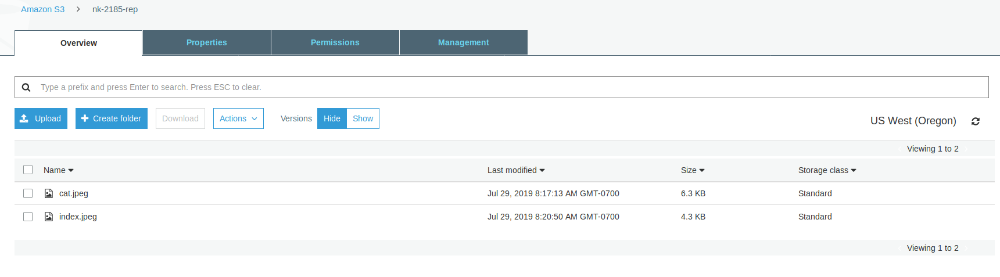 Amazon S3 > nk-2185-rep
Overview Properties Permissions Management
Type a prefix and press Enter to search. Press ESC to clear.
Upload Create folder Download Actions Versions Hide Show
US West (Oregon)
Viewing 1 to 2
Name Last modified Size Storage class
cat.jpeg Jul 29, 2019 8:17:13 AM GMT-0700 6.3 KB Standard
index.jpeg Jul 29, 2019 8:20:50 AM GMT-0700 4.3 KB Standard
Viewing 1 to 2